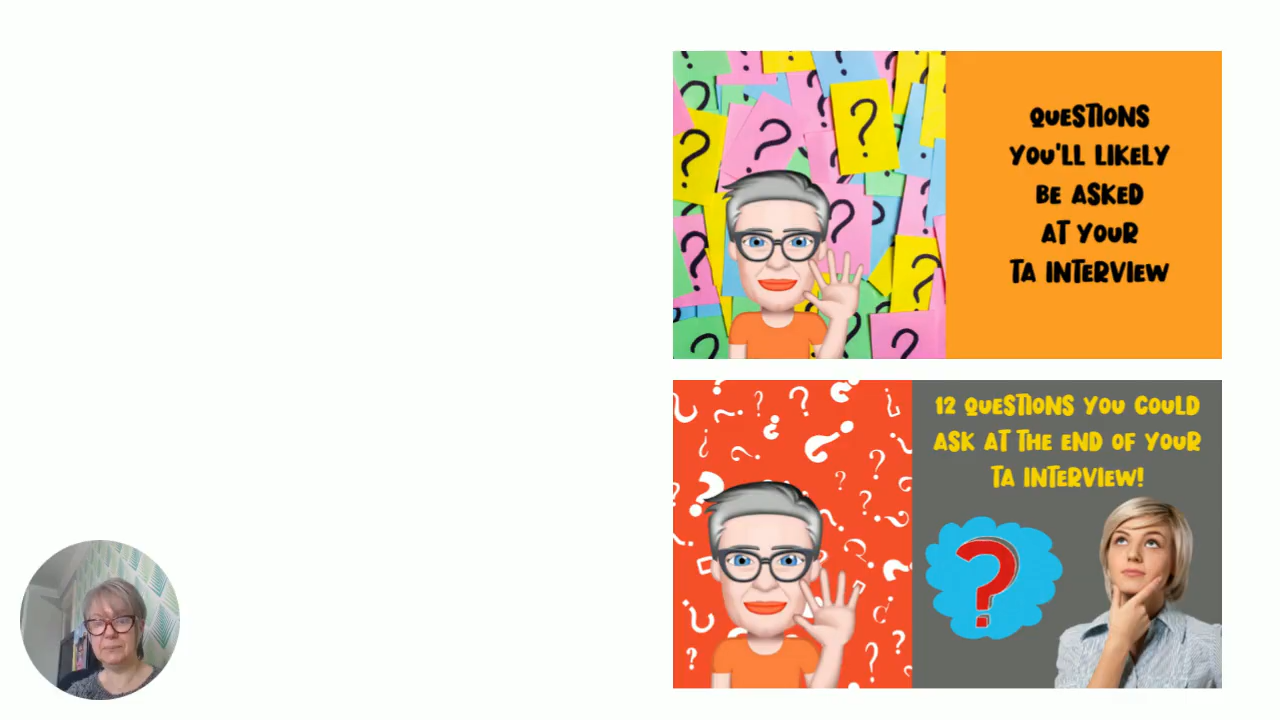 QUESTIONS
YOU'LL LIKELY
BE ASKED
AT YOUR
TA INTERVIEW
12 QUESTIONS YOU COULD
ASK AT THE END OF YOUR
TA INTERVIEW!